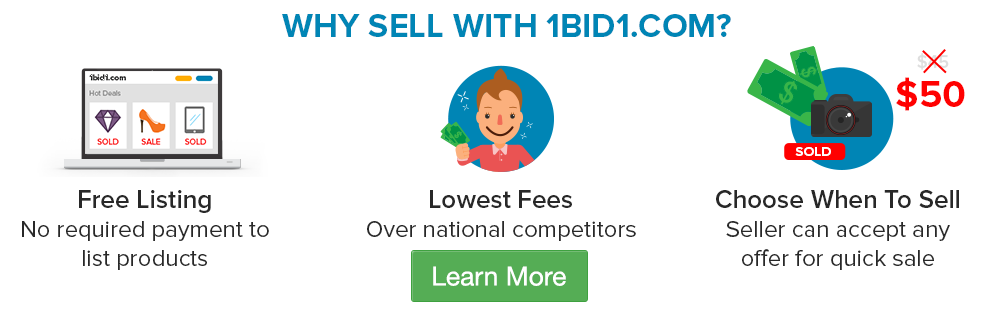 WHY SELL WITH 1BID1.COM?
1bid1.com
Hot Deals
SOLD
SALE
SOLD
Free Listing
No required payment to
list products
Lowest Fees
Over national competitors
Learn More
$50
SOLD
Choose When To Sell
Seller can accept any
offer for quick sale